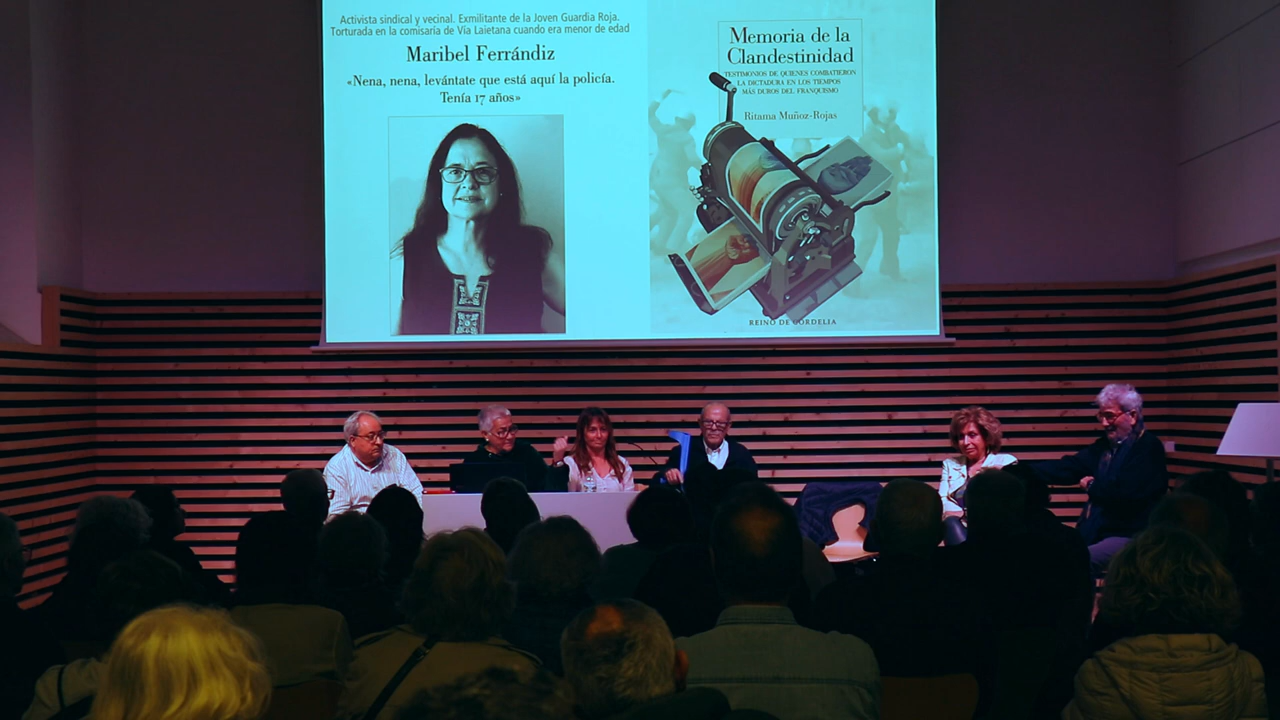 Activista sindical y vecinal. Exmilitante de la Joven Guardia Roja.
Torturada en la comisaría de Vía Laietana cuando era menor de edad
Maribel Ferrándiz
«Nena, nena, levántate que está aquí la policía.
Tenía 17 años»
Memoria de la
Clandestinidad
TESTIMONIOS DE QUIENES COMBATIERON
LA DICTADURA EN LOS TIEMPOS
MÁS DUROS DEL FRANQUISMO
Ritama Muñoz-Rojas
REINO DE CORDELIA